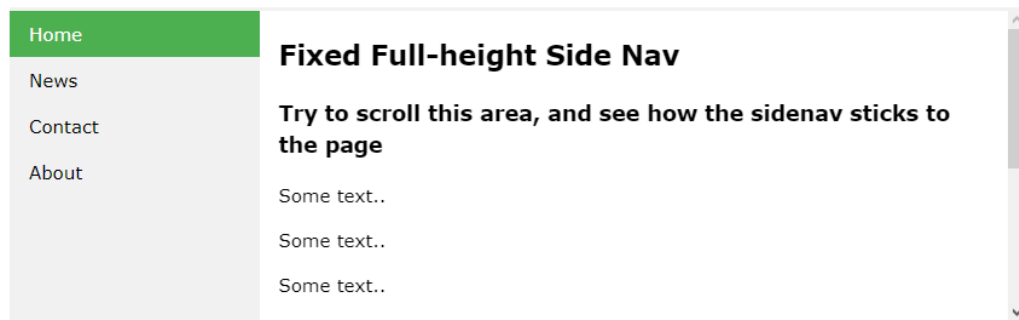 Home
News
Contact
About
Fixed Full-height Side Nav
Try to scroll this area, and see how the sidenav sticks to
the page
Some text..
Some text..
Some text..